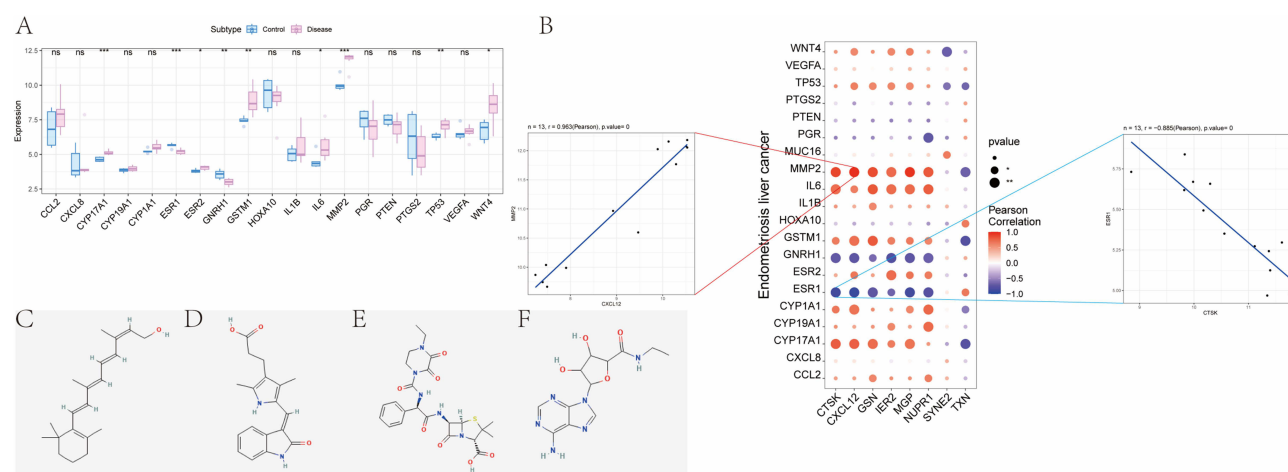 A
Subtype Control Disease
ns ns *** ns ns *** * ** ** ns ns * *** ns ns ns ** ns *
12.5
10.0
7.5
5.0
2.5
Expression
CCL2
CXCL8
CYP17A1
CYP19A1
CYP1A1
ESR1
ESR2
GNRH1
GSTM1
HOXA10
IL1B
IL6
MMP2
PGR
PTEN
PTGS2
TP53
VEGFA
WNT4
B
n = 13, r = 0.963(Pearson), p.value= 0
MMP2
CXCL12
Endometriosis liver cancer
WNT4
VEGFA
TP53
PTGS2
PTEN
PGR
MUC16
MMP2
IL6
IL1B
HOXA10
GSTM1
GNRH1
ESR2
ESR1
CYP1A1
CYP19A1
CYP17A1
CXCL8
CCL2
CTSK
CXCL12
GSN
IER2
MGP
NUPR1
SYNE2
TXN
pvalue
*
**
Pearson
Correlation
1.0
0.5
0.0
−0.5
−1.0
n = 13, r = −0.885(Pearson), p.value= 0
ESR1
CTSK
C
O H
H
H
H
H
H
H
D
H O
O
N
H
H
O
N
H
E
O
N
O
N
O
N H
H
O
N
H
S
N
O
O
O
H
F
H O
H O
O
N
H
O
N
N
N
N
N
H H